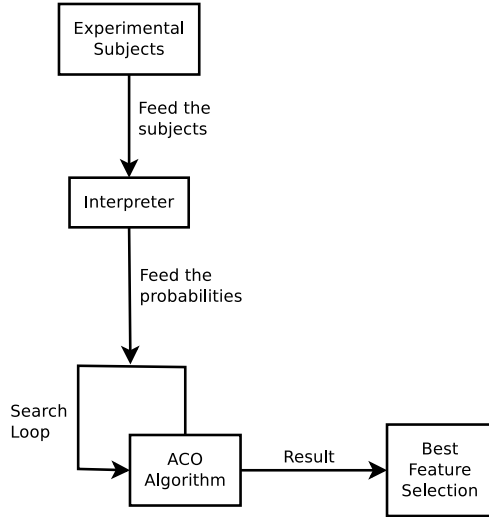 Experimental
Subjects
Feed the
subjects
Interpreter
Feed the
probabilities
Search
Loop
ACO
Algorithm
Result
Best
Feature
Selection